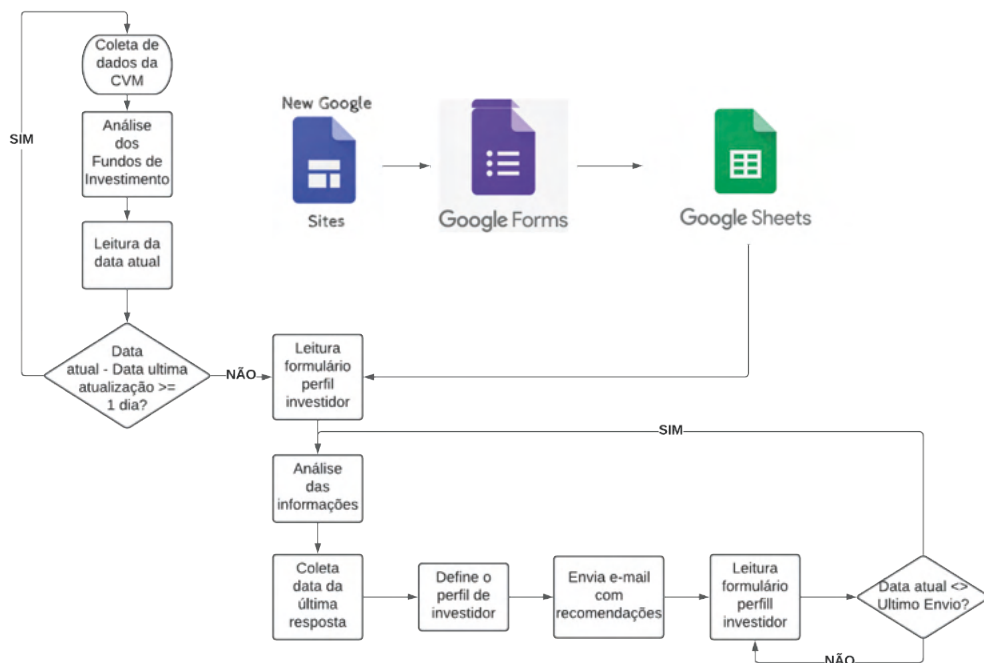 Coleta de
dados da
CVM
SIM
Análise
dos
Fundos de
Investimento
Leitura da
data atual
Data
atual - Data ultima
atualização >=
1 dia?
NÃO
New Google
Sites
Google Forms
Google Sheets
Leitura
formulário
perfil
investidor
SIM
Análise
das
informações
Coleta
data da
última
resposta
Define o
perfil de
investidor
Envia e-mail
com
recomendações
Leitura
formulário
perfill
investidor
Data atual <>
Ultimo Envio?
NÃO